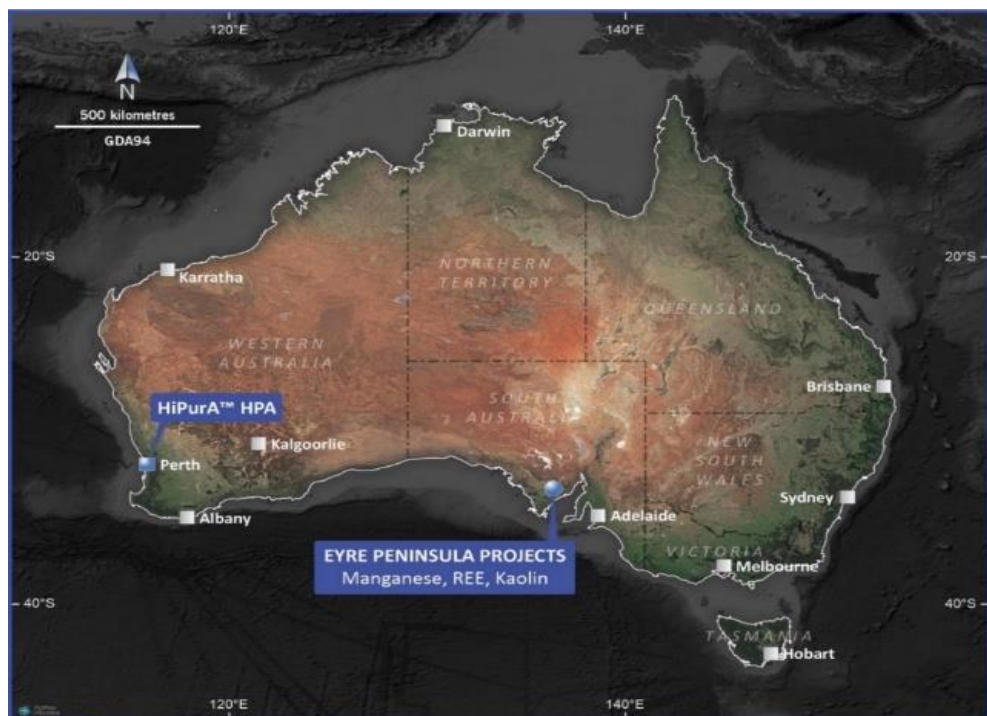 120°E
140°E
N
500 kilometres
GDA94
Darwin
20°S
20°S
Karratha
NORTHERN
TERRITORY
QUEENSLAND
WESTERN
AUSTRALIA
SOUTH
AUSTRALIA
Brisbane
HiPurA™ HPA
Kalgoorlie
NEW
SOUTH
WALES
Perth
Sydney
Albany
Adelaide
EYRE PENINSULA PROJECTS
Manganese, REE, Kaolin
VICTORIA
Melbourne
40°S
40°S
TASMANIA
Hobart
120°E
140°E